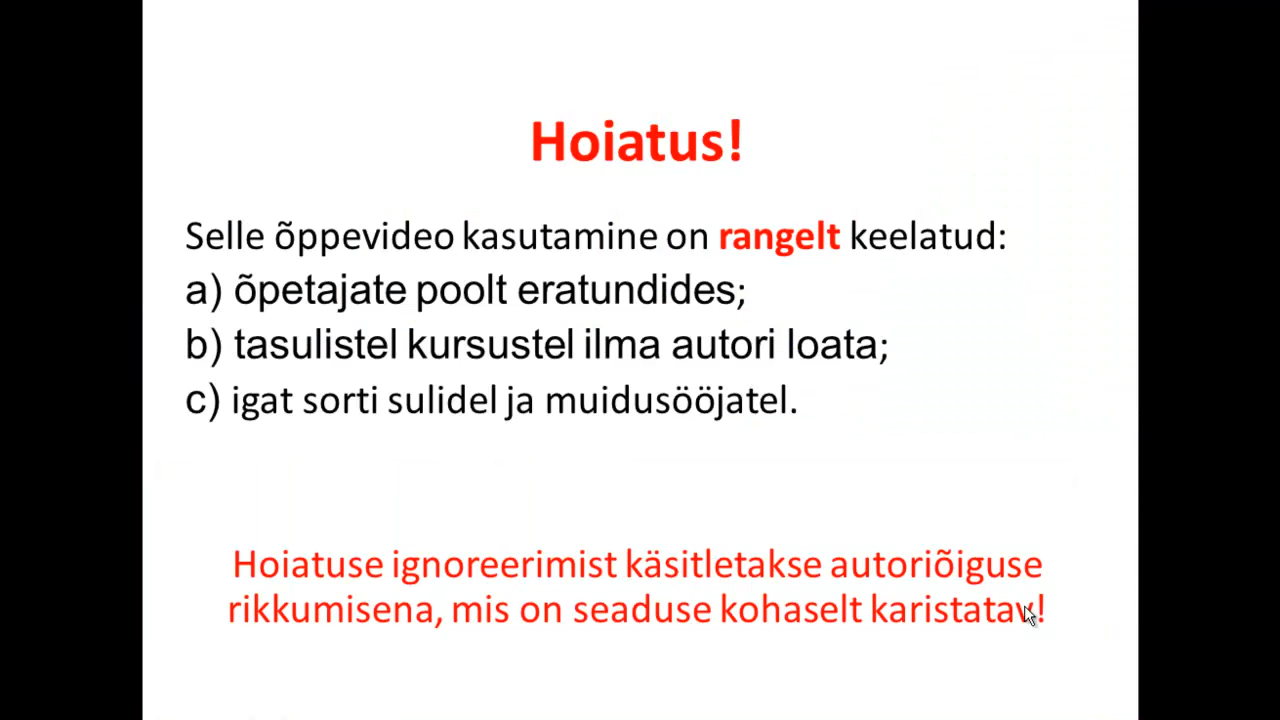 Hoiatus!
Selle õppevideo kasutamine on rangelt keelatud:
a) õpetajate poolt eratundides;
b) tasulistel kursustel ilma autori loata;
c) igat sorti sulidel ja muidusööjatel.
Hoiatuse ignoreerimist käsitletakse autoriõiguse
rikkumisena, mis on seaduse kohaselt karistatav!